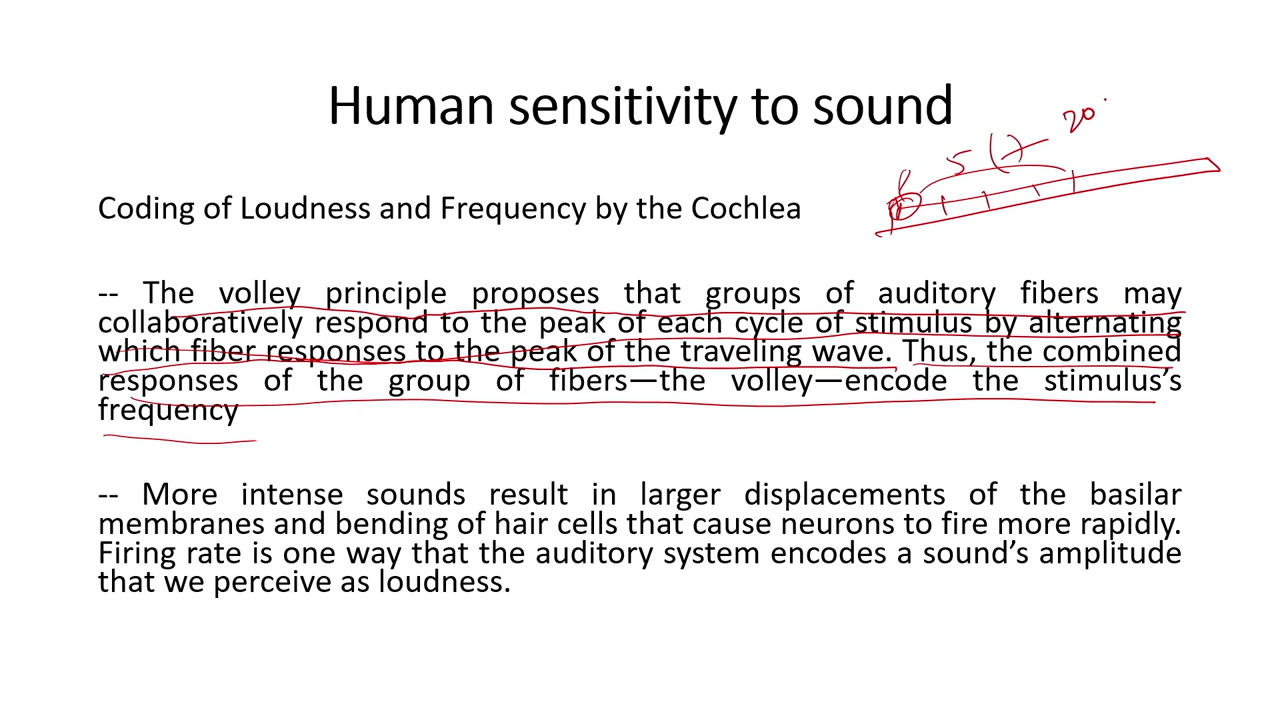 Human sensitivity to sound
20
5
Coding of Loudness and Frequency by the Cochlea
-- The volley principle proposes that groups of auditory fibers may
collaboratively respond to the peak of each cycle of stimulus by alternating
which fiber responses to the peak of the traveling wave. Thus, the combined
responses of the group of fibers—the volley—encode the stimulus’s
frequency
-- More intense sounds result in larger displacements of the basilar
membranes and bending of hair cells that cause neurons to fire more rapidly.
Firing rate is one way that the auditory system encodes a sound’s amplitude
that we perceive as loudness.